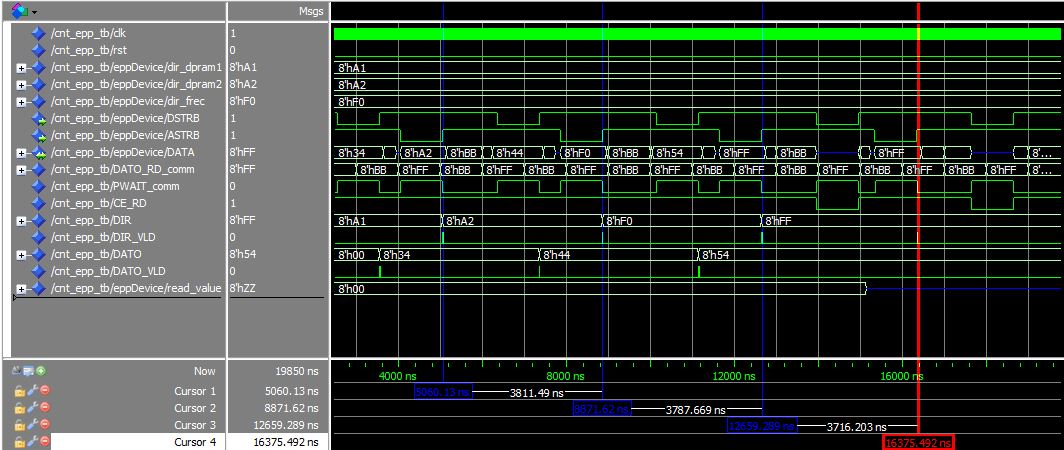 Msgs
/cnt_epp_tb/clk 1
/cnt_epp_tb/rst 0
/cnt_epp_tb/eppDevice/dir_dpram1 8'hA1 8'hA1
/cnt_epp_tb/eppDevice/dir_dpram2 8'hA2 8'hA2
/cnt_epp_tb/eppDevice/dir_frec 8'hF0 8'hF0
/cnt_epp_tb/eppDevice/DSTRB 1
/cnt_epp_tb/eppDevice/ASTRB 1
/cnt_epp_tb/eppDevice/DATA 8'hFF 8'h34 8'hA2 8'hBB 8'h44 8'hF0 8'hBB 8'h54 8'hFF 8'hBB 8'hFF 8'...
/cnt_epp_tb/DATO_RD_comm 8'hFF 8'hBB 8'hFF 8'hBB 8'hFF 8'hBB 8'hFF 8'hBB 8'hFF 8'hBB 8'hFF 8'hBB 8'hFF 8'hBB 8'hFF 8'hBB 8'hFF 8'...
/cnt_epp_tb/PWAIT_comm 0
/cnt_epp_tb/CE_RD 1
/cnt_epp_tb/DIR 8'hFF 8'hA1 8'hA2 8'hF0 8'hFF
/cnt_epp_tb/DIR_VLD 0
/cnt_epp_tb/DATO 8'h54 8'h00 8'h34 8'h44 8'h54
/cnt_epp_tb/DATO_VLD 0
/cnt_epp_tb/eppDevice/read_value 8'hZZ 8'h00
Now 19850 ns 4000 ns 8000 ns 12000 ns 16000 ns
Cursor 1 5060.13 ns 5060.13 ns 3811.49 ns
Cursor 2 8871.62 ns 8871.62 ns 3787.669 ns
Cursor 3 12659.289 ns 12659.289 ns 3716.203 ns
Cursor 4 16375.492 ns 16375.492 ns